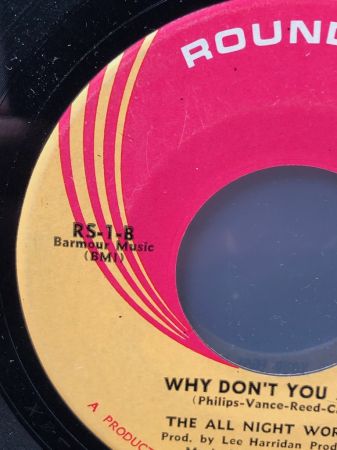 ROUND
RS-1-B
Barmour Music
(BMI)
WHY DON'T YOU
(Philips-Vance-Reed-C
THE ALL NIGHT WOR
Prod. by Lee Harridan Prod
A PRODUCT